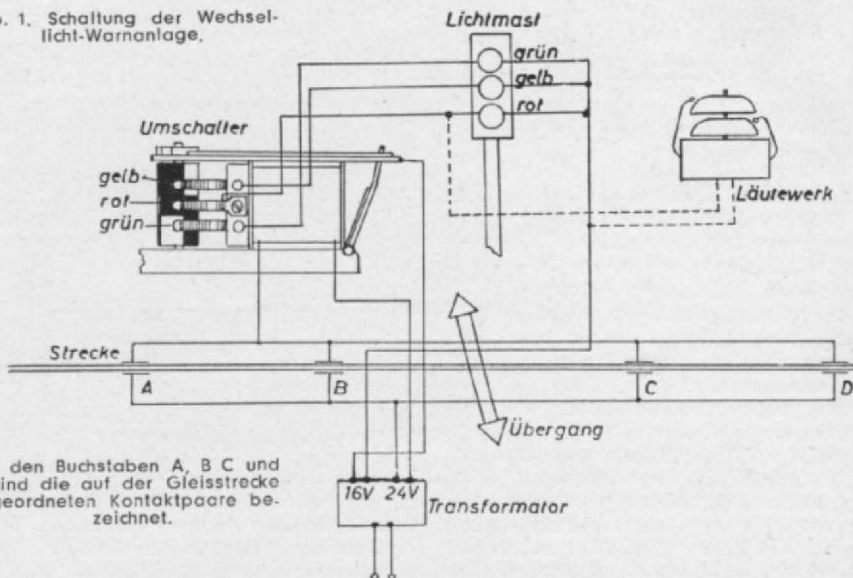 . 1. Schaltung der Wechsel-
licht-Warnanlage.
Lichtmast
grün
gelb
rot
Umschalter
gelb
rot
grün
Läutewerk
Strecke
A
B
C
D
Übergang
den Buchstaben A, B C und
ind die auf der Gleisstrecke
geordneten Kontaktpaare be-
zeichnet.
16V 24V
Transformator